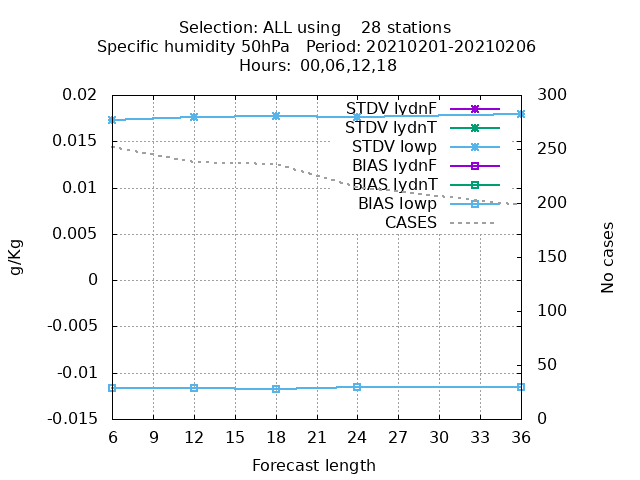 Selection: ALL using    28 stations
Specific humidity 50hPa   Period: 20210201-20210206
Hours: 00,06,12,18
0.02
0.015
0.01
0.005
0
-0.005
-0.01
-0.015
g/Kg
STDV lydnF
STDV lydnT
STDV lowp
BIAS lydnF
BIAS lydnT
BIAS lowp
CASES
300
250
200
150
100
50
0
No cases
6 9 12 15 18 21 24 27 30 33 36
Forecast length